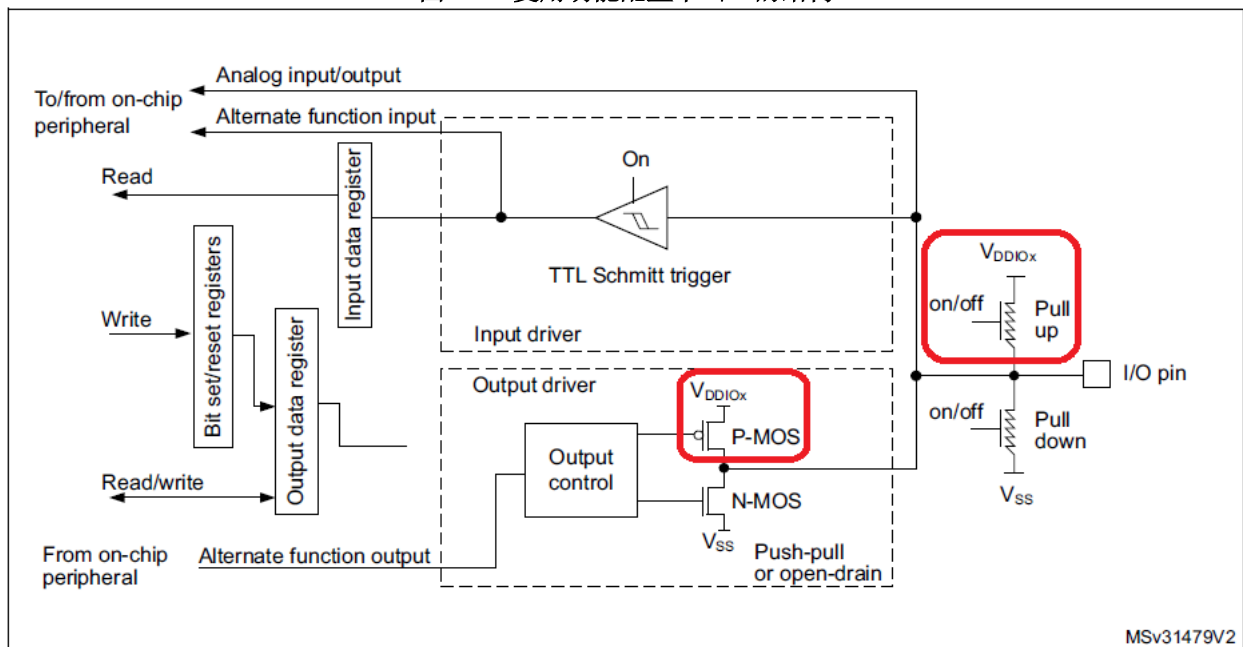 Analog input/output
To/from on-chip
peripheral
Alternate function input
On
Read
Input data register
TTL Schmitt trigger
Input driver
VDDIOx
on/off
Pull
up
Write
Bit set/reset registers
Output data register
Output driver
VDDIOx
P-MOS
Output
control
N-MOS
VSS
Push-pull
or open-drain
I/O pin
on/off
Pull
down
VSS
Read/write
From on-chip
peripheral
Alternate function output
MSv31479V2